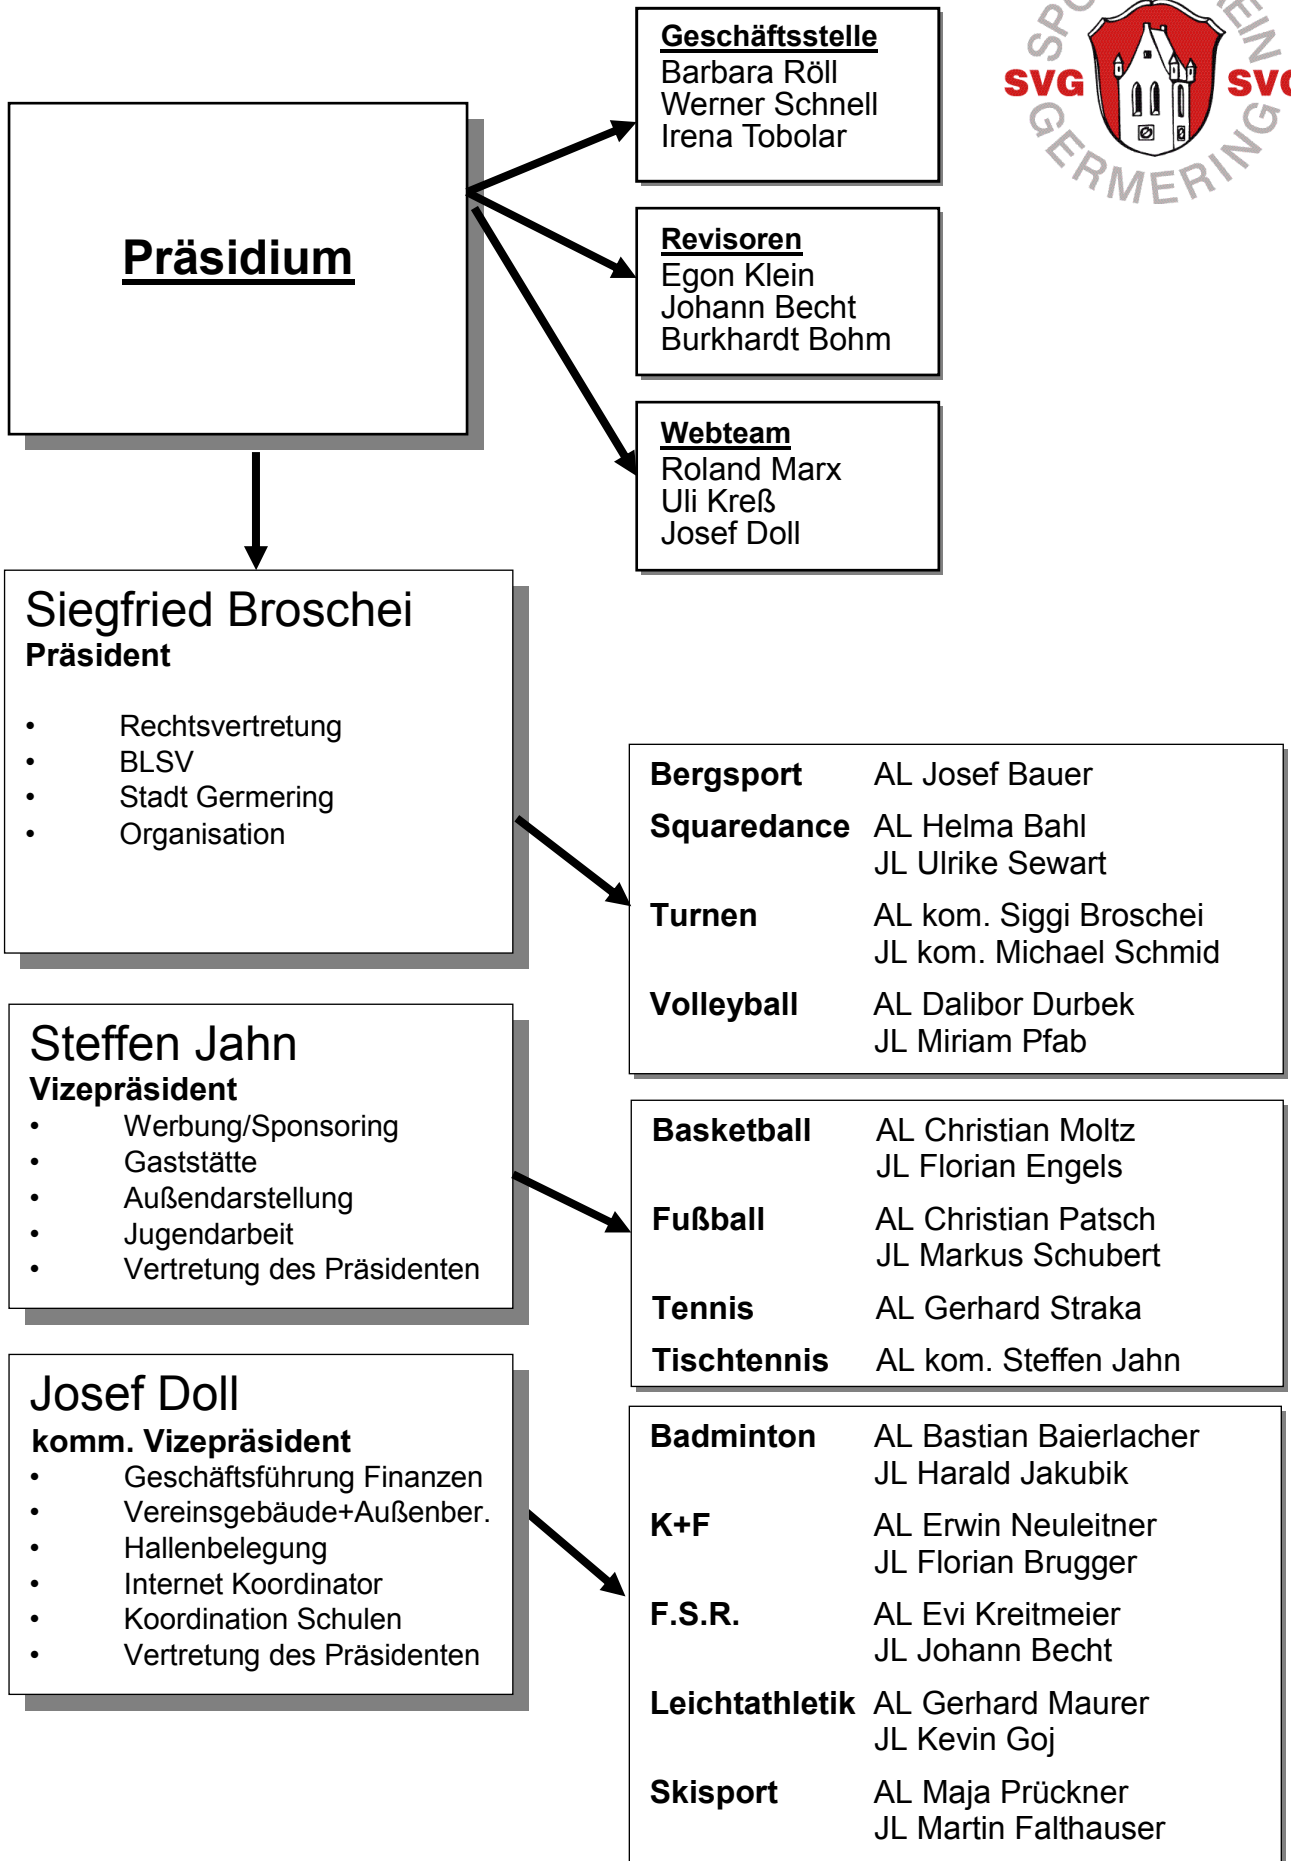 Geschäftsstelle
Barbara Röll
Werner Schnell
Irena Tobolar
SVG
SVG
GERMERING
Präsidium
Revisoren
Egon Klein
Johann Becht
Burkhardt Bohm
Webteam
Roland Marx
Uli Kreß
Josef Doll
Siegfried Broschei
Präsident
• Rechtsvertretung
• BLSV
• Stadt Germering
• Organisation
Bergsport AL Josef Bauer
Squaredance AL Helma Bahl
JL Ulrike Sewart
Turnen AL kom. Siggi Broschei
JL kom. Michael Schmid
Volleyball AL Dalibor Durbek
JL Miriam Pfab
Steffen Jahn
Vizepräsident
• Werbung/Sponsoring
• Gaststätte
• Außendarstellung
• Jugendarbeit
• Vertretung des Präsidenten
Basketball AL Christian Moltz
JL Florian Engels
Fußball AL Christian Patsch
JL Markus Schubert
Tennis AL Gerhard Straka
Tischtennis AL kom. Steffen Jahn
Josef Doll
komm. Vizepräsident
• Geschäftsführung Finanzen
• Vereinsgebäude+Außenber.
• Hallenbelegung
• Internet Koordinator
• Koordination Schulen
• Vertretung des Präsidenten
Badminton AL Bastian Baierlacher
JL Harald Jakubik
K+F AL Erwin Neuleitner
JL Florian Brugger
F.S.R. AL Evi Kreitmeier
JL Johann Becht
Leichtathletik AL Gerhard Maurer
JL Kevin Goj
Skisport AL Maja Prückner
JL Martin Falthauser